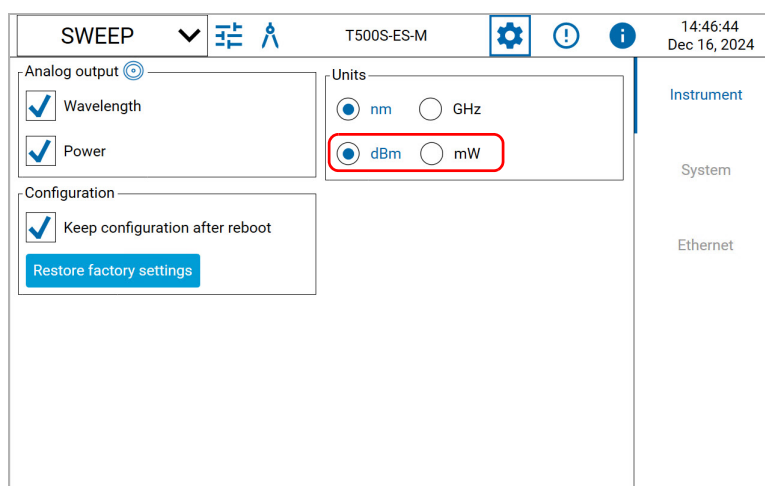 SWEEP
T500S-ES-M
14:46:44
Dec 16, 2024
Analog output
Wavelength
Power
Units
nm GHz
dBm mW
Configuration
Keep configuration after reboot
Restore factory settings
Instrument
System
Ethernet